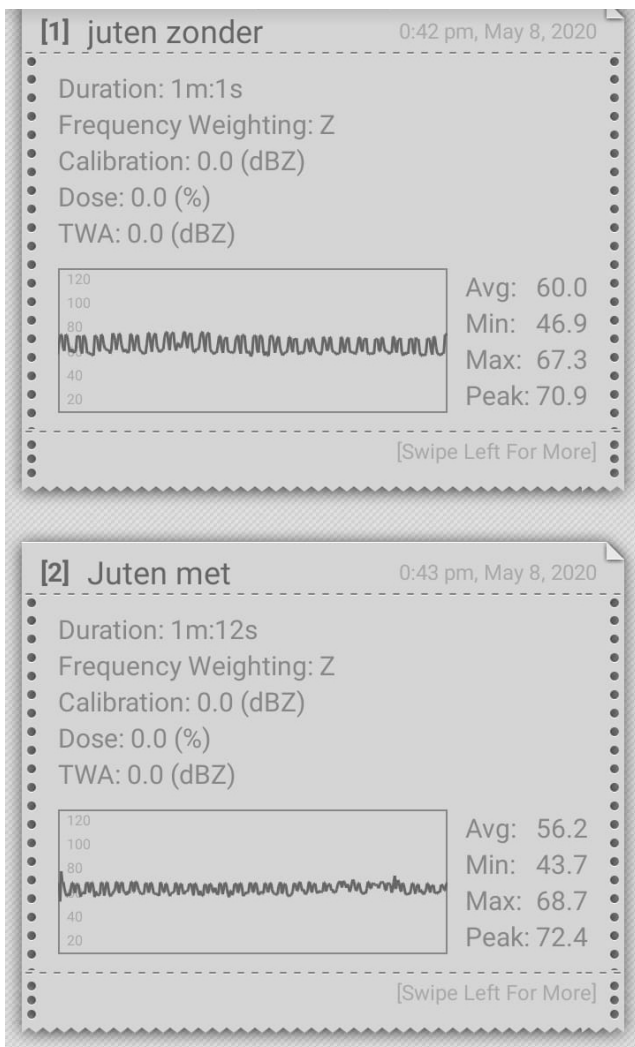 [1] juten zonder 0:42 pm, May 8, 2020
Duration: 1m:1s
Frequency Weighting: Z
Calibration: 0.0 (dBZ)
Dose: 0.0 (%)
TWA: 0.0 (dBZ)
120
100
80
60
40
20
Avg: 60.0
Min: 46.9
Max: 67.3
Peak: 70.9
[Swipe Left For More]
[2] Juten met 0:43 pm, May 8, 2020
Duration: 1m:12s
Frequency Weighting: Z
Calibration: 0.0 (dBZ)
Dose: 0.0 (%)
TWA: 0.0 (dBZ)
120
100
80
40
20
Avg: 56.2
Min: 43.7
Max: 68.7
Peak: 72.4
[Swipe Left For More]